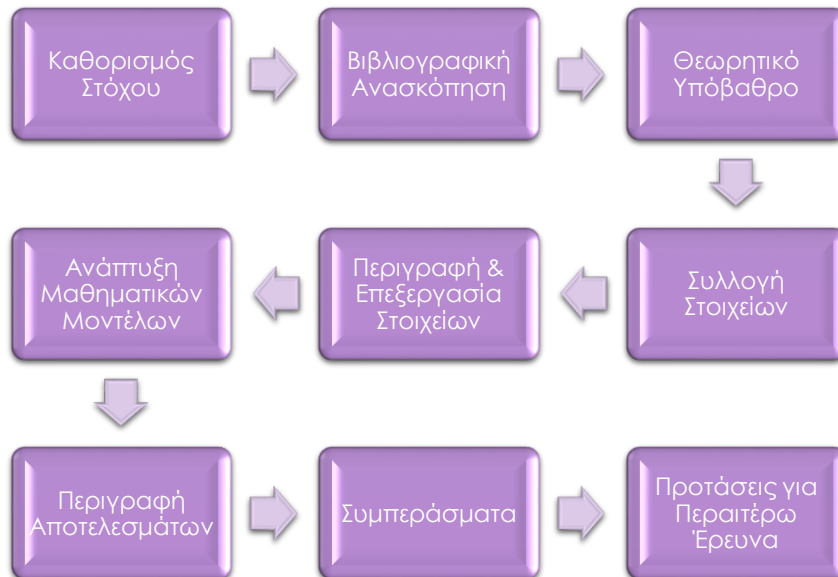 Καθορισμός
Στόχου
Βιβλιογραφική
Ανασκόπηση
Θεωρητικό
Υπόβαθρο
Συλλογή
Στοιχείων
Περιγραφή &
Επεξεργασία
Στοιχείων
Ανάπτυξη
Μαθηματικών
Μοντέλων
Περιγραφή
Αποτελεσμάτων
Συμπεράσματα
Προτάσεις για
Περαιτέρω
Έρευνα